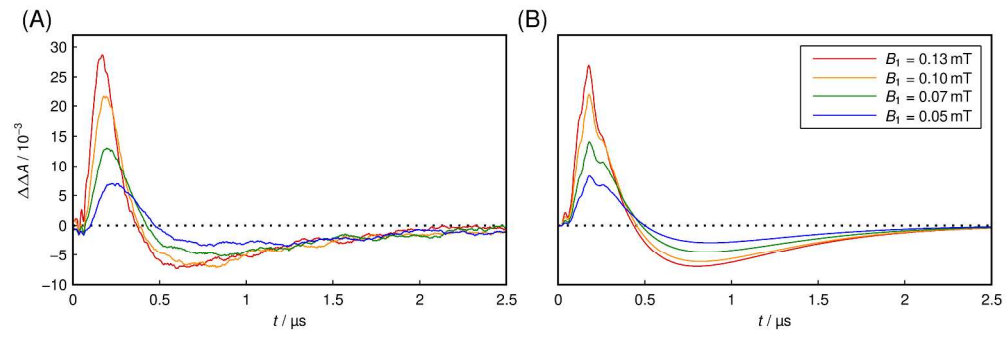 (A)
(B)
ΔΔA / 10⁻³
30
25
20
15
10
5
0
−5
−10
0 0.5 1 1.5 2 2.5
t / μs
B₁ = 0.13 mT
B₁ = 0.10 mT
B₁ = 0.07 mT
B₁ = 0.05 mT
0 0.5 1 1.5 2 2.5
t / μs